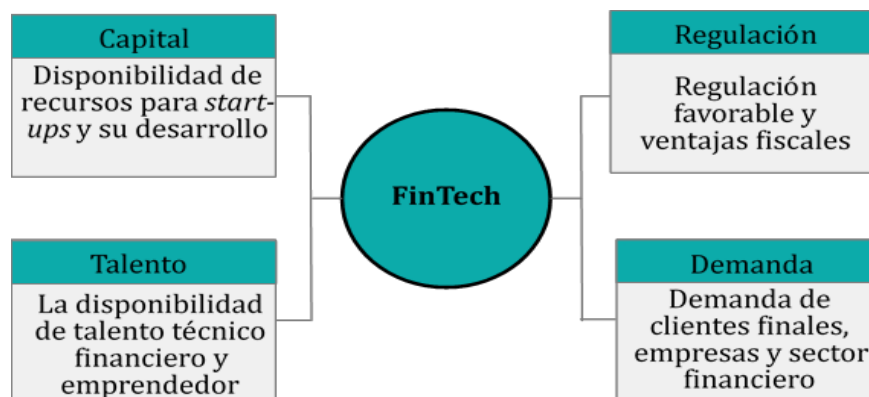 Capital
Disponibilidad de
recursos para start-
ups y su desarrollo
Talento
La disponibilidad
de talento técnico
financiero y
emprendedor
FinTech
Regulación
Regulación
favorable y
ventajas fiscales
Demanda
Demanda de
clientes finales,
empresas y sector
financiero